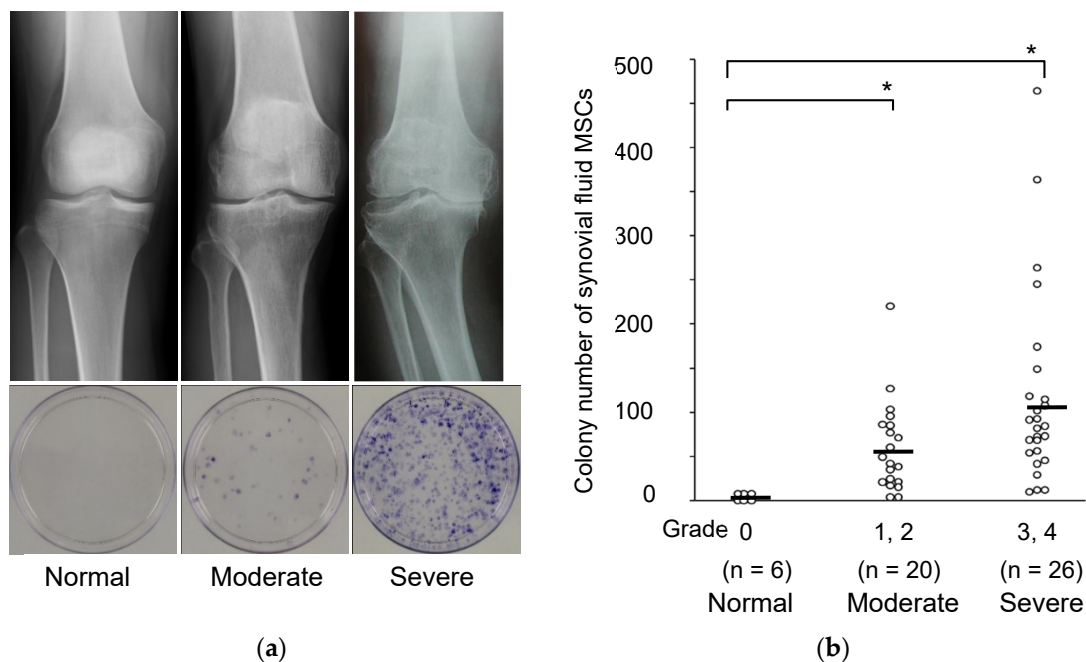 Normal
Moderate
Severe
(a)
Colony number of synovial fluid MSCs
500
400
300
200
100
0
*
*
Grade 0
1, 2
3, 4
(n = 6)
(n = 20)
(n = 26)
Normal
Moderate
Severe
(b)